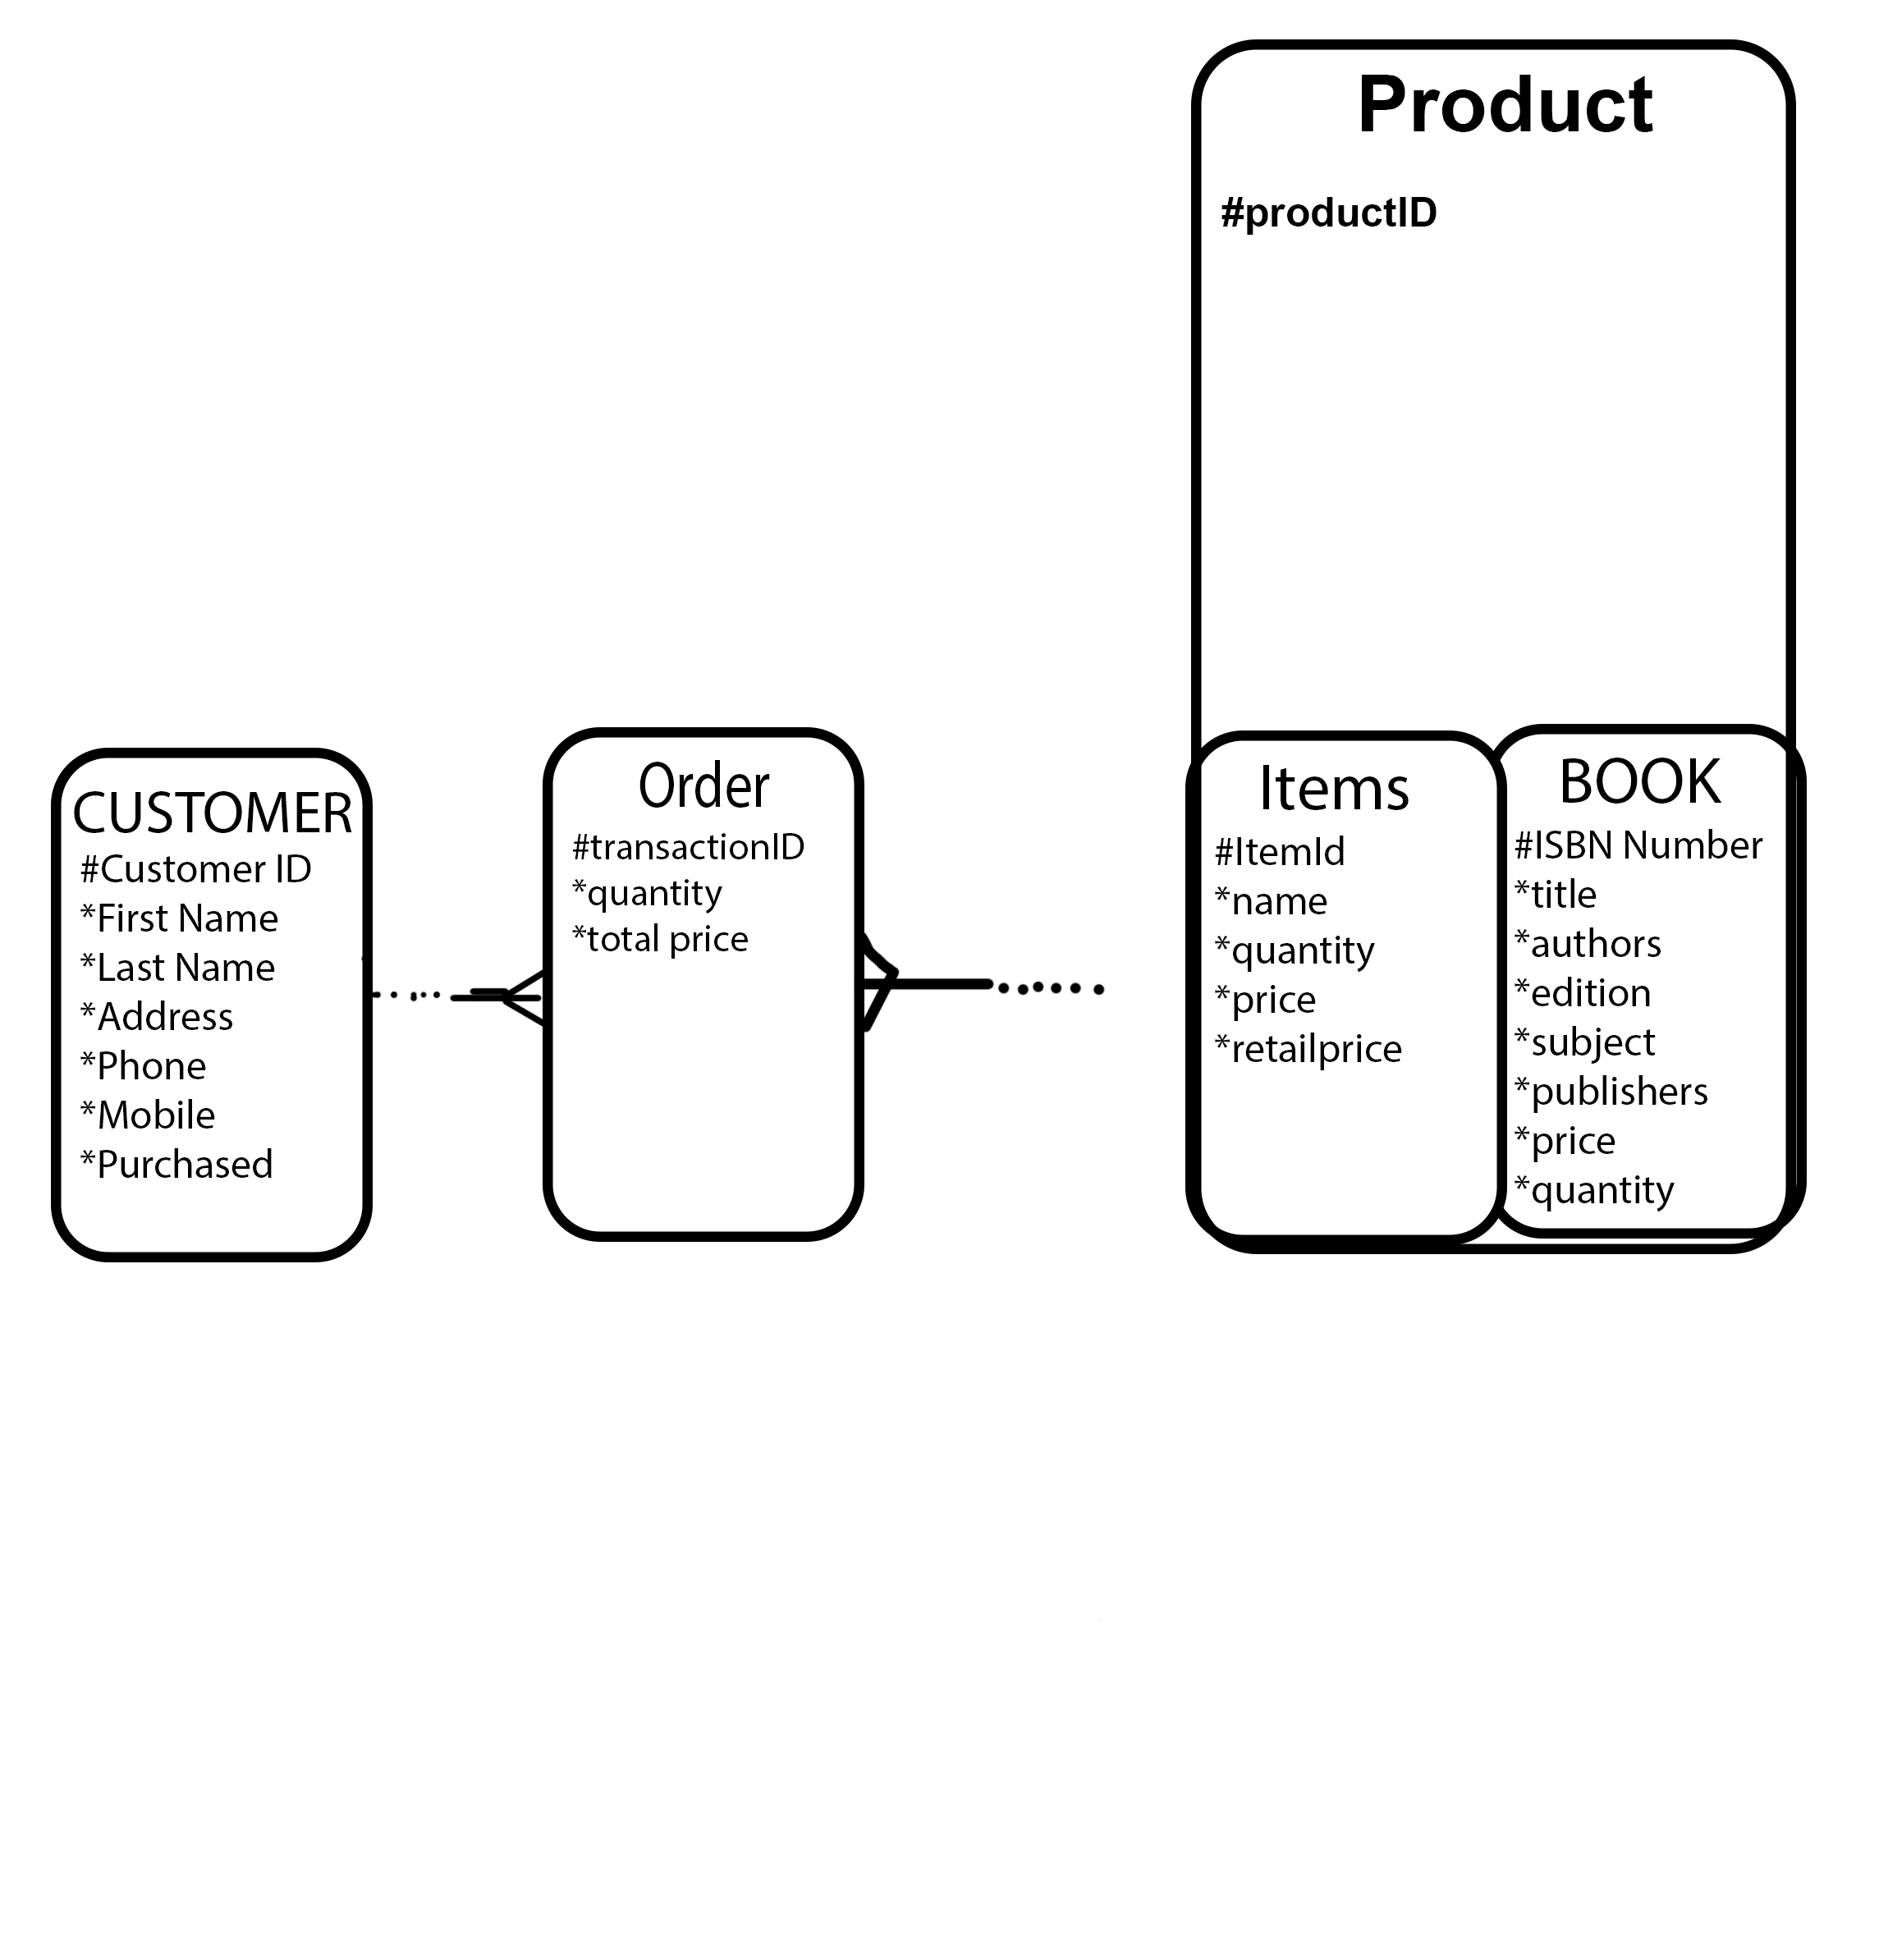 Product
#productID
CUSTOMER
#Customer ID
*First Name
*Last Name
*Address
*Phone
*Mobile
*Purchased
Order
#transactionID
*quantity
*total price
Items
#ItemId
*name
*quantity
*price
*retailprice
BOOK
#ISBN Number
*title
*authors
*edition
*subject
*publishers
*price
*quantity